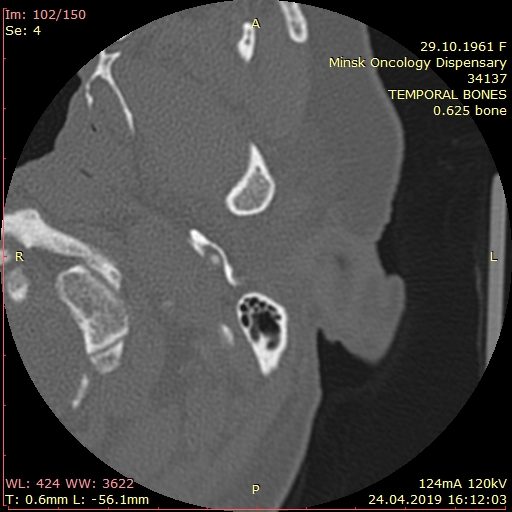 Im: 102/150
Se: 4
A
29.10.1961 F
Minsk Oncology Dispensary
34137
TEMPORAL BONES
0.625 bone
R
L
WL: 424 WW: 3622
T: 0.6mm L: -56.1mm
P
124mA 120kV
24.04.2019 16:12:03